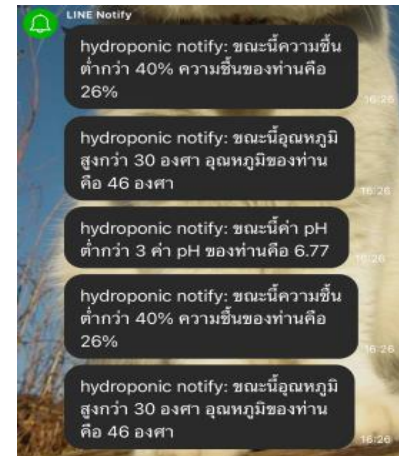 LINE Notify
hydroponic notify: ขณะนี้ความชื้น
ต่ำกว่า 40% ความชื้นของท่านคือ
26%
16:26
hydroponic notify: ขณะนี้อุณหภูมิ
สูงกว่า 30 องศา อุณหภูมิของท่าน
คือ 46 องศา
16:26
hydroponic notify: ขณะนี้ค่า pH
ต่ำกว่า 3 ค่า pH ของท่านคือ 6.77
16:26
hydroponic notify: ขณะนี้ความชื้น
ต่ำกว่า 40% ความชื้นของท่านคือ
26%
16:26
hydroponic notify: ขณะนี้อุณหภูมิ
สูงกว่า 30 องศา อุณหภูมิของท่าน
คือ 46 องศา
16:26